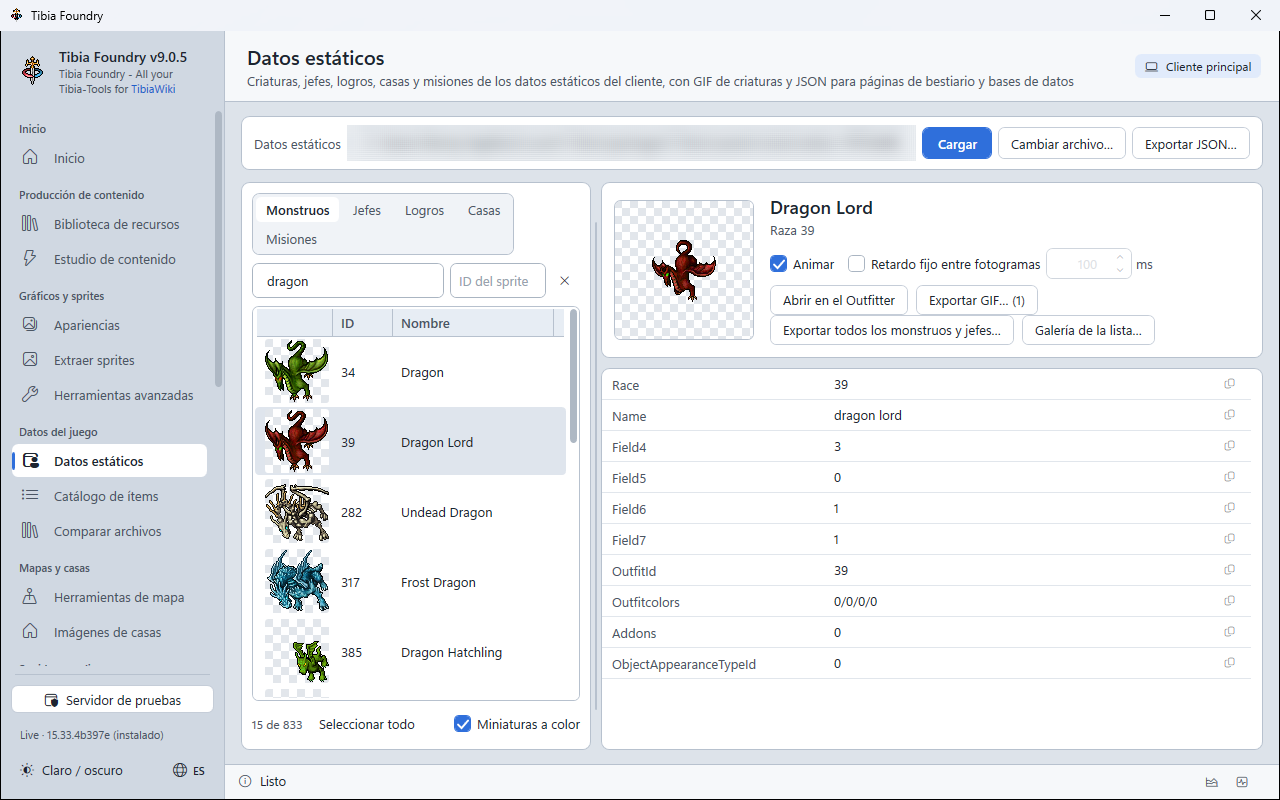 Tibia Foundry
Tibia Foundry v9.0.5
Tibia Foundry - All your
Tibia-Tools for TibiaWiki
Inicio
Inicio
Producción de contenido
Biblioteca de recursos
Estudio de contenido
Gráficos y sprites
Apariencias
Extraer sprites
Herramientas avanzadas
Datos del juego
Datos estáticos
Catálogo de ítems
Comparar archivos
Mapas y casas
Herramientas de mapa
Imágenes de casas
Servidor de pruebas
Live · 15.33.4b397e (instalado)
Claro / oscuro
ES
Datos estáticos
Criaturas, jefes, logros, casas y misiones de los datos estáticos del cliente, con GIF de criaturas y JSON para páginas de bestiario y bases de datos
Cliente principal
Datos estáticos
Cargar
Cambiar archivo...
Exportar JSON...
Monstruos
Jefes
Logros
Casas
Misiones
dragon
ID del sprite
ID
Nombre
34
Dragon
39
Dragon Lord
282
Undead Dragon
317
Frost Dragon
385
Dragon Hatchling
15 de 833
Seleccionar todo
Miniaturas a color
Dragon Lord
Raza 39
Animar
Retardo fijo entre fotogramas
100
ms
Abrir en el Outfitter
Exportar GIF... (1)
Exportar todos los monstruos y jefes...
Galería de la lista...
Race
39
Name
dragon lord
Field4
3
Field5
0
Field6
1
Field7
1
OutfitId
39
Outfitcolors
0/0/0/0
Addons
0
ObjectAppearanceTypeId
0
Listo